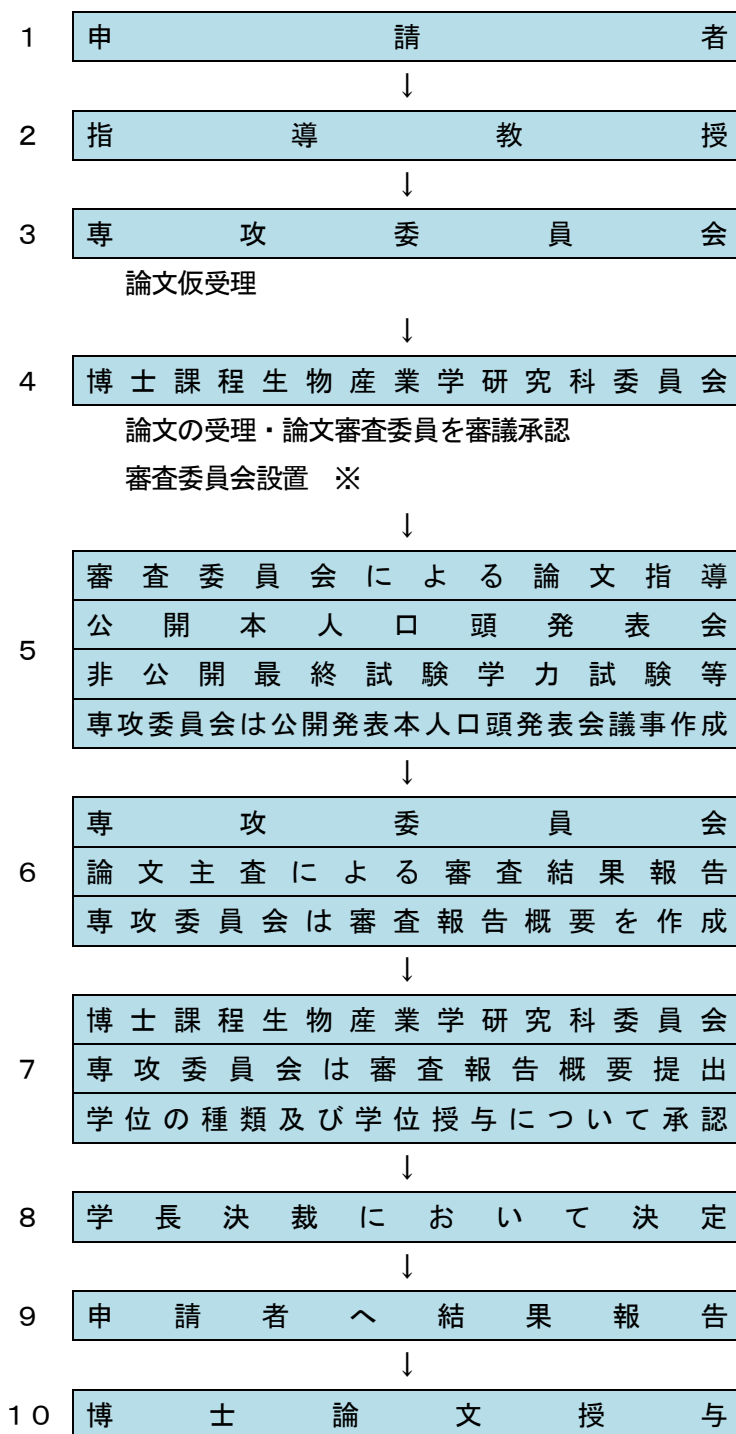 1 申請者
↓
2 指導教授
↓
3 専攻委員会
論文仮受理
↓
4 博士課程生物産業学研究科委員会
論文の受理・論文審査委員を審議承認
審査委員会設置 ※
↓
審査委員会による論文指導
公開本人口頭発表会
5
非公開最終試験学力試験等
専攻委員会は公開発表本人口頭発表会議事作成
↓
専攻委員会
6 論文主査による審査結果報告
専攻委員会は審査報告概要を作成
↓
博士課程生物産業学研究科委員会
7 専攻委員会は審査報告概要提出
学位の種類及び学位授与について承認
↓
8 学長決裁において決定
↓
9 申請者へ結果報告
↓
10 博士論文授与